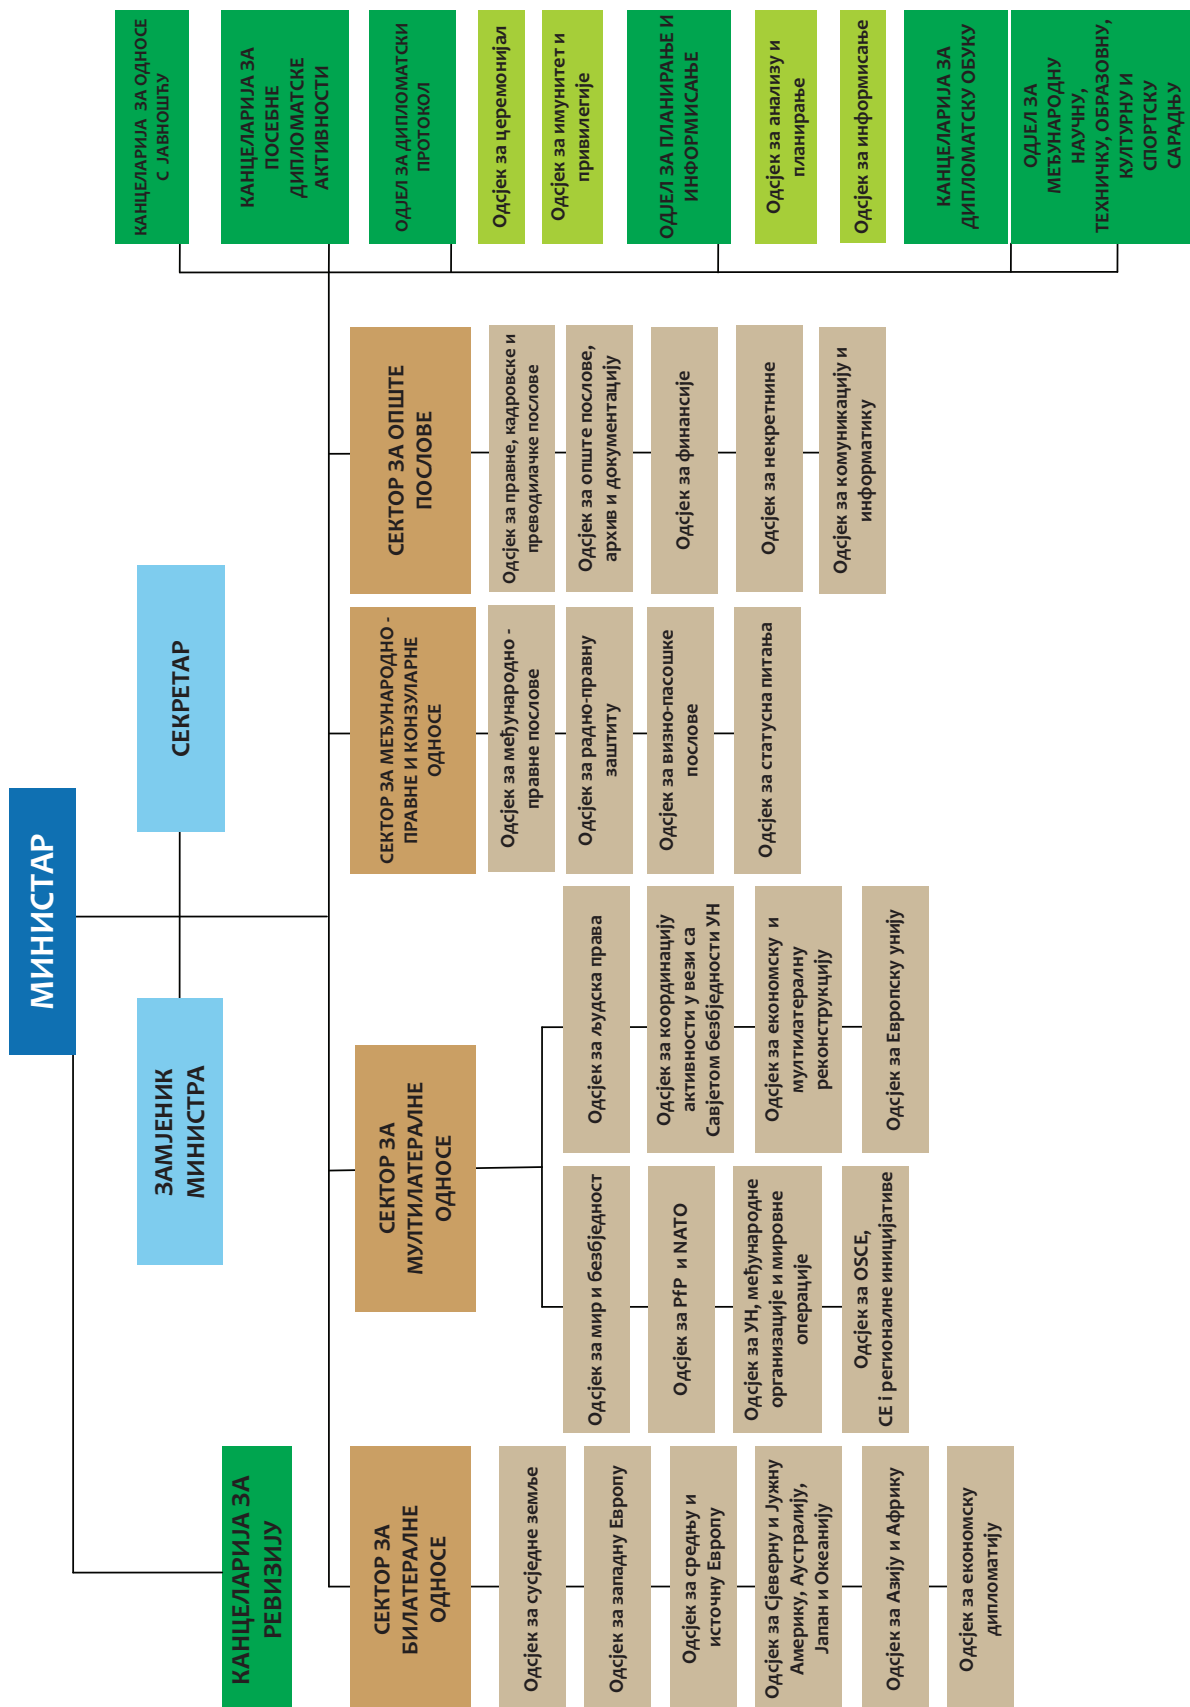 МИНИСТАР
ЗАМЈЕНИК
МИНИСТРА
СЕКРЕТАР
КАНЦЕЛАРИЈА ЗА
РЕВИЗИЈУ
СЕКТОР ЗА
БИЛАТЕРАЛНЕ
ОДНОСЕ
Одсјек за сусједне земље
Одсјек за западну Европу
Одсјек за средњу и
источну Европу
Одсјек за Сјеверну и Јужну
Америку, Аустралију,
Јапан и Океанију
Одсјек за Азију и Африку
Одсјек за економску
дипломатију
СЕКТОР ЗА
МУЛТИЛАТЕРАЛНЕ
ОДНОСЕ
Одсјек за мир и безбједност
Одсјек за PfP и NATO
Одсјек за УН, међународне
организације и мировне
операције
Одсјек за OSCE,
CE i регионалне иницијативе
Одсјек за људска права
Одсјек за координацију
активности у вези са
Савјетом безбједности УН
Одсјек за економску и
мултилатералну
реконструкцију
Одсјек за Европску унију
СЕКТОР ЗА МЕЂУНАРОДНО -
ПРАВНЕ И КОНЗУЛАРНЕ
ОДНОСЕ
Одсјек за међународно -
правне послове
Одсјек за радно-правну
заштиту
Одсјек за визно-пасошке
послове
Одсјек за статусна питања
СЕКТОР ЗА ОПШТЕ
ПОСЛОВЕ
Одсјек за правне, кадровске и
преводилачке послове
Одсјек за опште послове,
архив и документацију
Одсјек за финансије
Одсјек за некретнине
Одсјек за комуникацију и
информатику
КАНЦЕЛАРИЈА ЗА ОДНОСЕ
С ЈАВНОШЋУ
КАНЦЕЛАРИЈА ЗА
ПОСЕБНЕ
ДИПЛОМАТСКЕ
АКТИВНОСТИ
ОДЈЕЛ ЗА ДИПЛОМАТСКИ
ПРОТОКОЛ
Одсјек за церемонијал
Одсјек за имунитет и
привилегије
ОДЈЕЛ ЗА ПЛАНИРАЊЕ И
ИНФОРМИСАЊЕ
Одсјек за анализу и
планирање
Одсјек за информисање
КАНЦЕЛАРИЈА ЗА
ДИПЛОМАТСКУ ОБУКУ
ОДЈЕЛ ЗА
МЕЂУНАРОДНУ
НАУЧНУ,
ТЕХНИЧКУ, ОБРАЗОВНУ,
КУЛТУРНУ И
СПОРТСКУ
САРАДЊУ